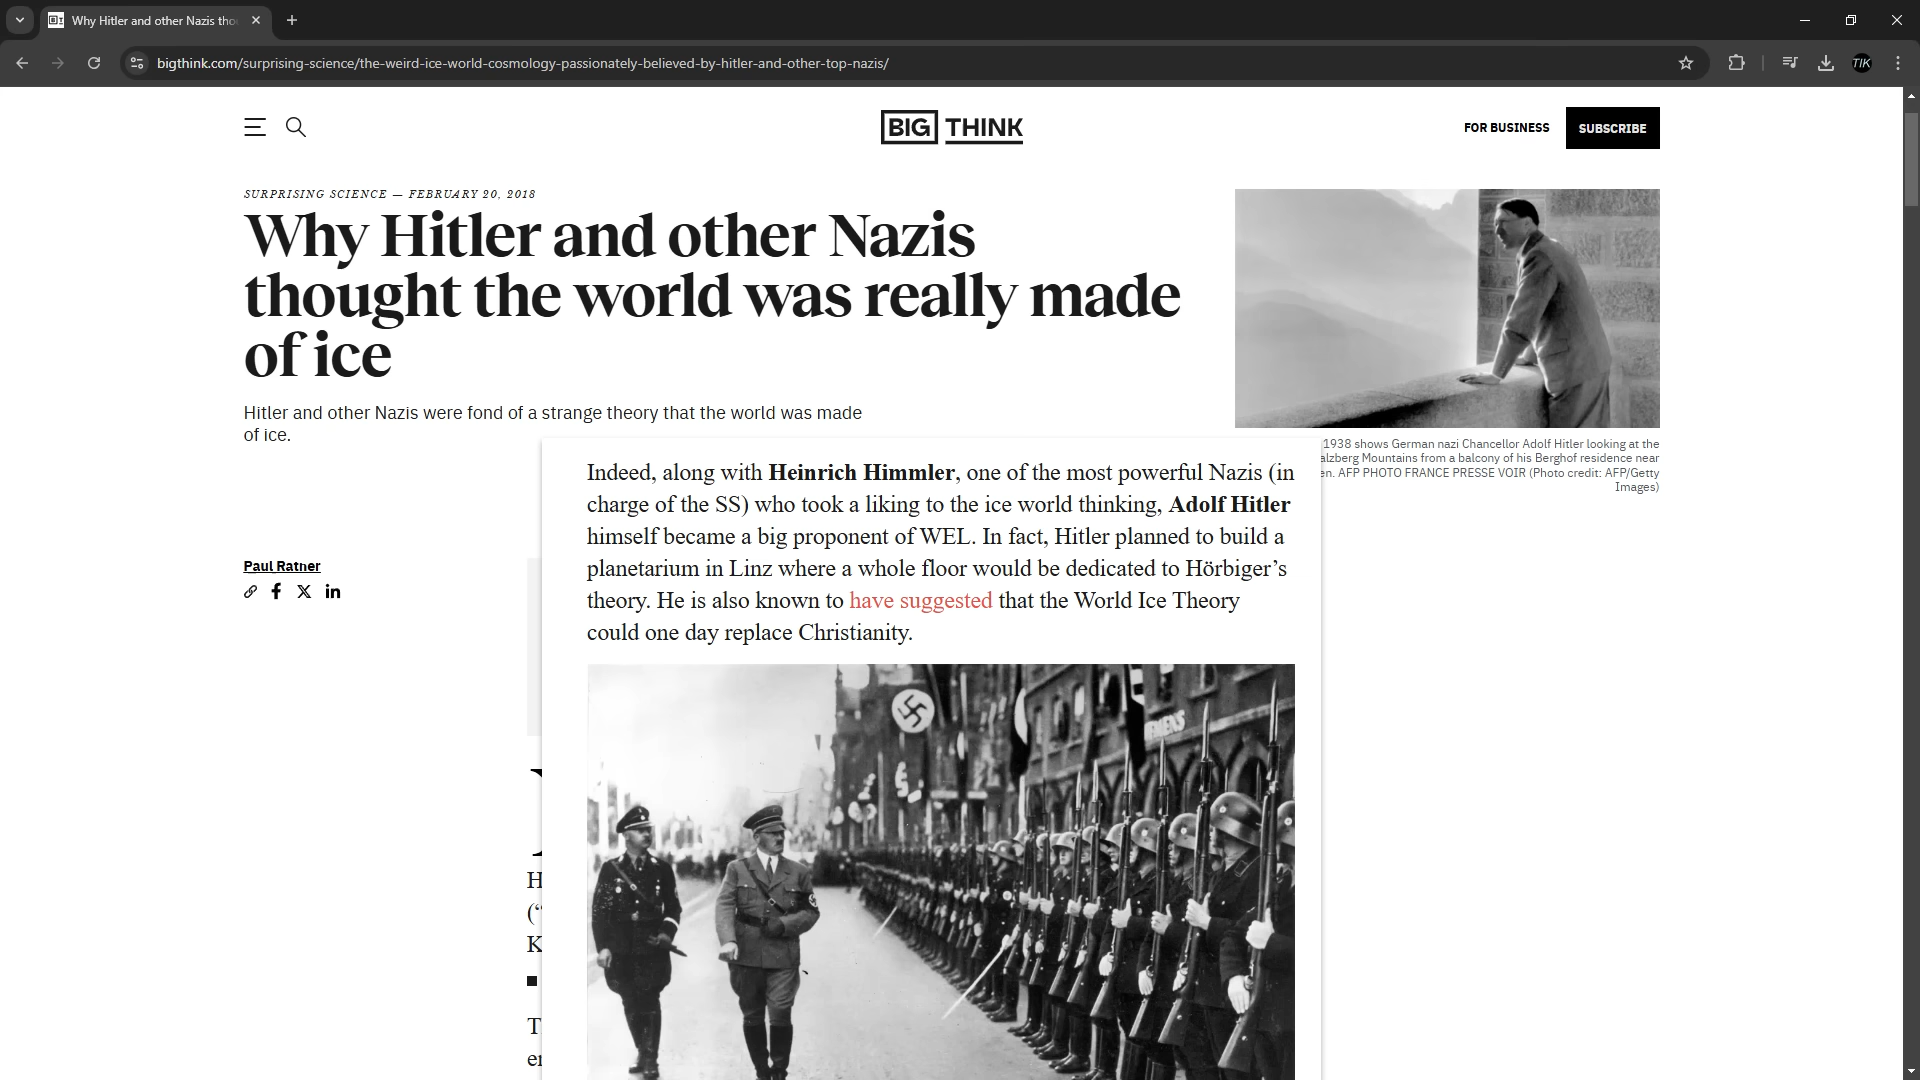 Why Hitler and other Nazis tho
bigthink.com/surprising-science/the-weird-ice-world-cosmology-passionately-believed-by-hitler-and-other-top-nazis/
TIK
BIG THINK
FOR BUSINESS
SUBSCRIBE
SURPRISING SCIENCE — FEBRUARY 20, 2018
Why Hitler and other Nazis
thought the world was really made
of ice
Hitler and other Nazis were fond of a strange theory that the world was made
of ice.
1938 shows German nazi Chancellor Adolf Hitler looking at the
alzberg Mountains from a balcony of his Berghof residence near
en. AFP PHOTO FRANCE PRESSE VOIR (Photo credit: AFP/Getty
Images)
Paul Ratner
Indeed, along with Heinrich Himmler, one of the most powerful Nazis (in
charge of the SS) who took a liking to the ice world thinking, Adolf Hitler
himself became a big proponent of WEL. In fact, Hitler planned to build a
planetarium in Linz where a whole floor would be dedicated to Hörbiger’s
theory. He is also known to have suggested that the World Ice Theory
could one day replace Christianity.
H
(“
K
T
er